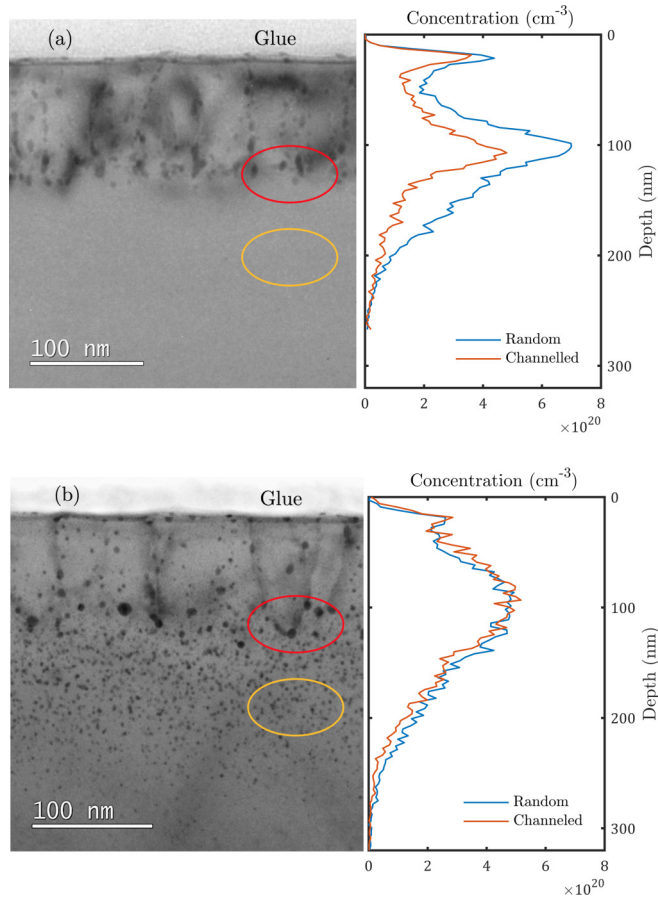 (a)
Glue
100 nm
Concentration (cm⁻³)
0
100
200
300
Depth (nm)
Random
Channelled
0 2 4 6 8
×10²⁰
(b)
Glue
100 nm
Concentration (cm⁻³)
0
100
200
300
Depth (nm)
Random
Channeled
0 2 4 6 8
×10²⁰